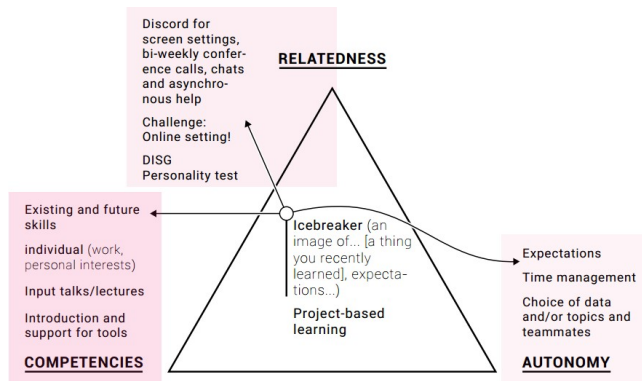 Discord for
screen settings,
bi-weekly confer-
ence calls, chats
and asynchro-
nous help
Challenge:
Online setting!
DISG
Personality test
RELATEDNESS
Existing and future
skills
individual (work,
personal interests)
Input talks/lectures
Introduction and
support for tools
COMPETENCIES
Icebreaker (an
image of... [a thing
you recently
learned], expecta-
tions...)
Project-based
learning
Expectations
Time management
Choice of data
and/or topics and
teammates
AUTONOMY